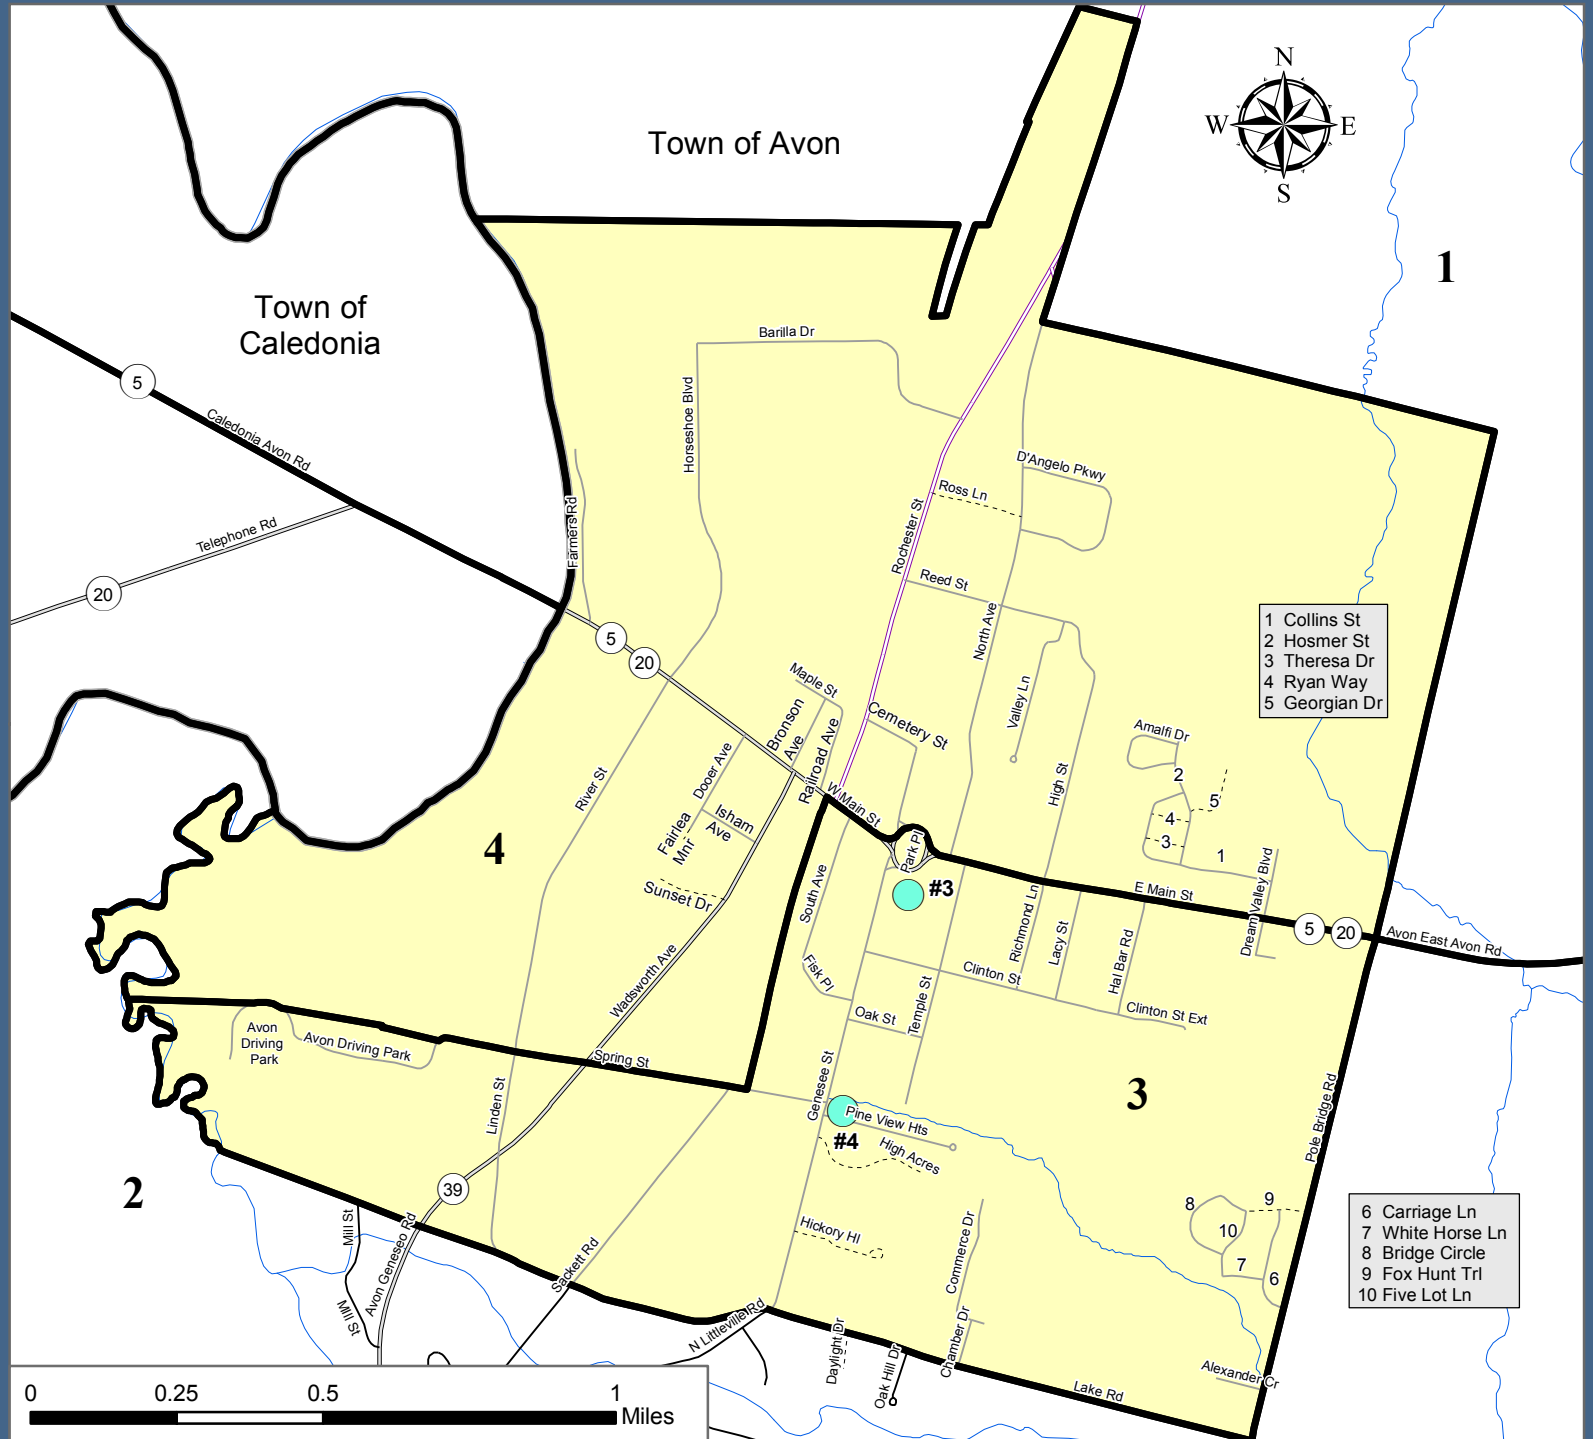 Town of Avon
N
W
E
S
1
Town of
Caledonia
Barilla Dr
5
Horseshoe Blvd
Caledonia Avon Rd
D'Angelo Pkwy
Ross Ln
Farmers Rd
Rochester St
Telephone Rd
20
Reed St
North Ave
1 Collins St
2 Hosmer St
3 Theresa Dr
4 Ryan Way
5 Georgian Dr
5
20
Maple St
Valley Ln
Bronson
Ave
Railroad Ave
Cemetery St
Amalfi Dr
Dooer Ave
River St
High St
2
5
4
3
1
W Main St
Isham
Ave
Fairlea
Mnr
4
Park Pl
#3
Sunset Dr
South Ave
E Main St
Dream Valley Blvd
5
20
Avon East Avon Rd
Richmond Ln
Lacy St
Hal Bar Rd
Wadsworth Ave
Fisk Pl
Clinton St
Clinton St Ext
Temple St
Oak St
Avon
Driving
Park
Avon Driving Park
Spring St
Genesee St
3
Linden St
Pine View Hts
#4
High Acres
Pole Bridge Rd
2
39
8
9
10
7
6
6 Carriage Ln
7 White Horse Ln
8 Bridge Circle
9 Fox Hunt Trl
10 Five Lot Ln
Mill St
Mill St
Avon Geneseo Rd
Sackett Rd
Hickory Hl
Commerce Dr
N Littleville Rd
Daylight Dr
Oak Hill Dr
Chamber Dr
Lake Rd
Alexander Cr
0
0.25
0.5
1
Miles